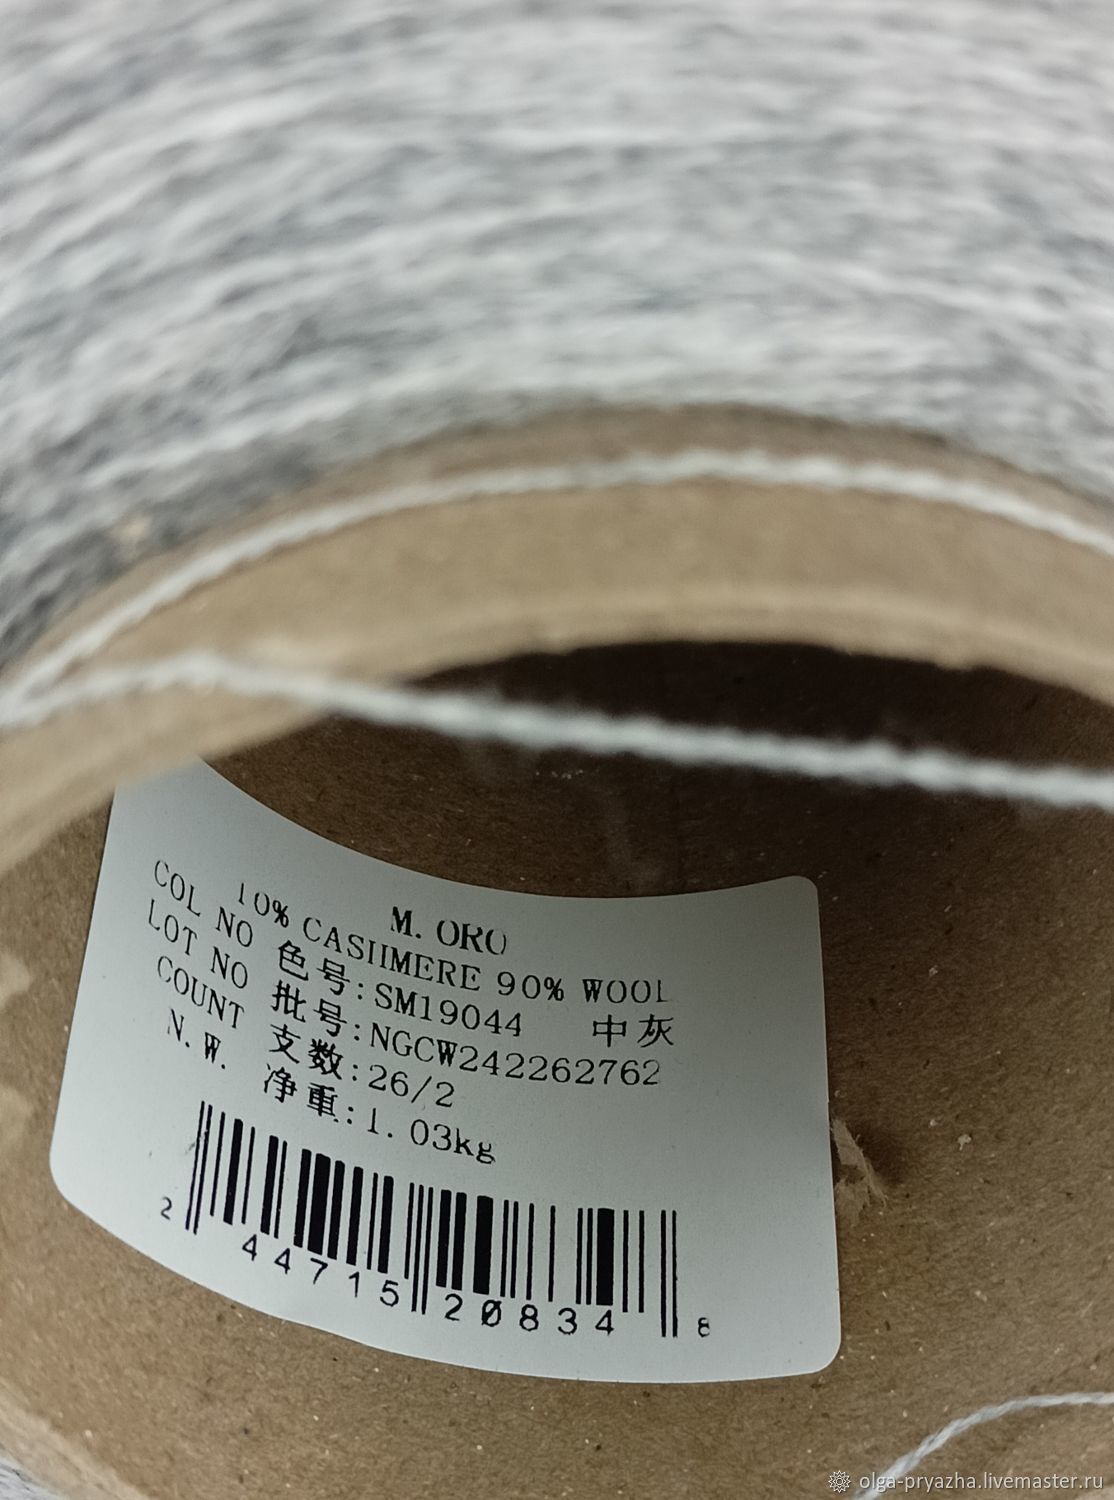 M. ORO
10% CASHMERE 90% WOOL
COL NO 色号:SM19044 中灰
LOT NO 批号:NGCW242262762
COUNT 支数:26/2
N.W. 净重:1.03kg
2 44715 20834 8
olga-pryazha.livemaster.ru